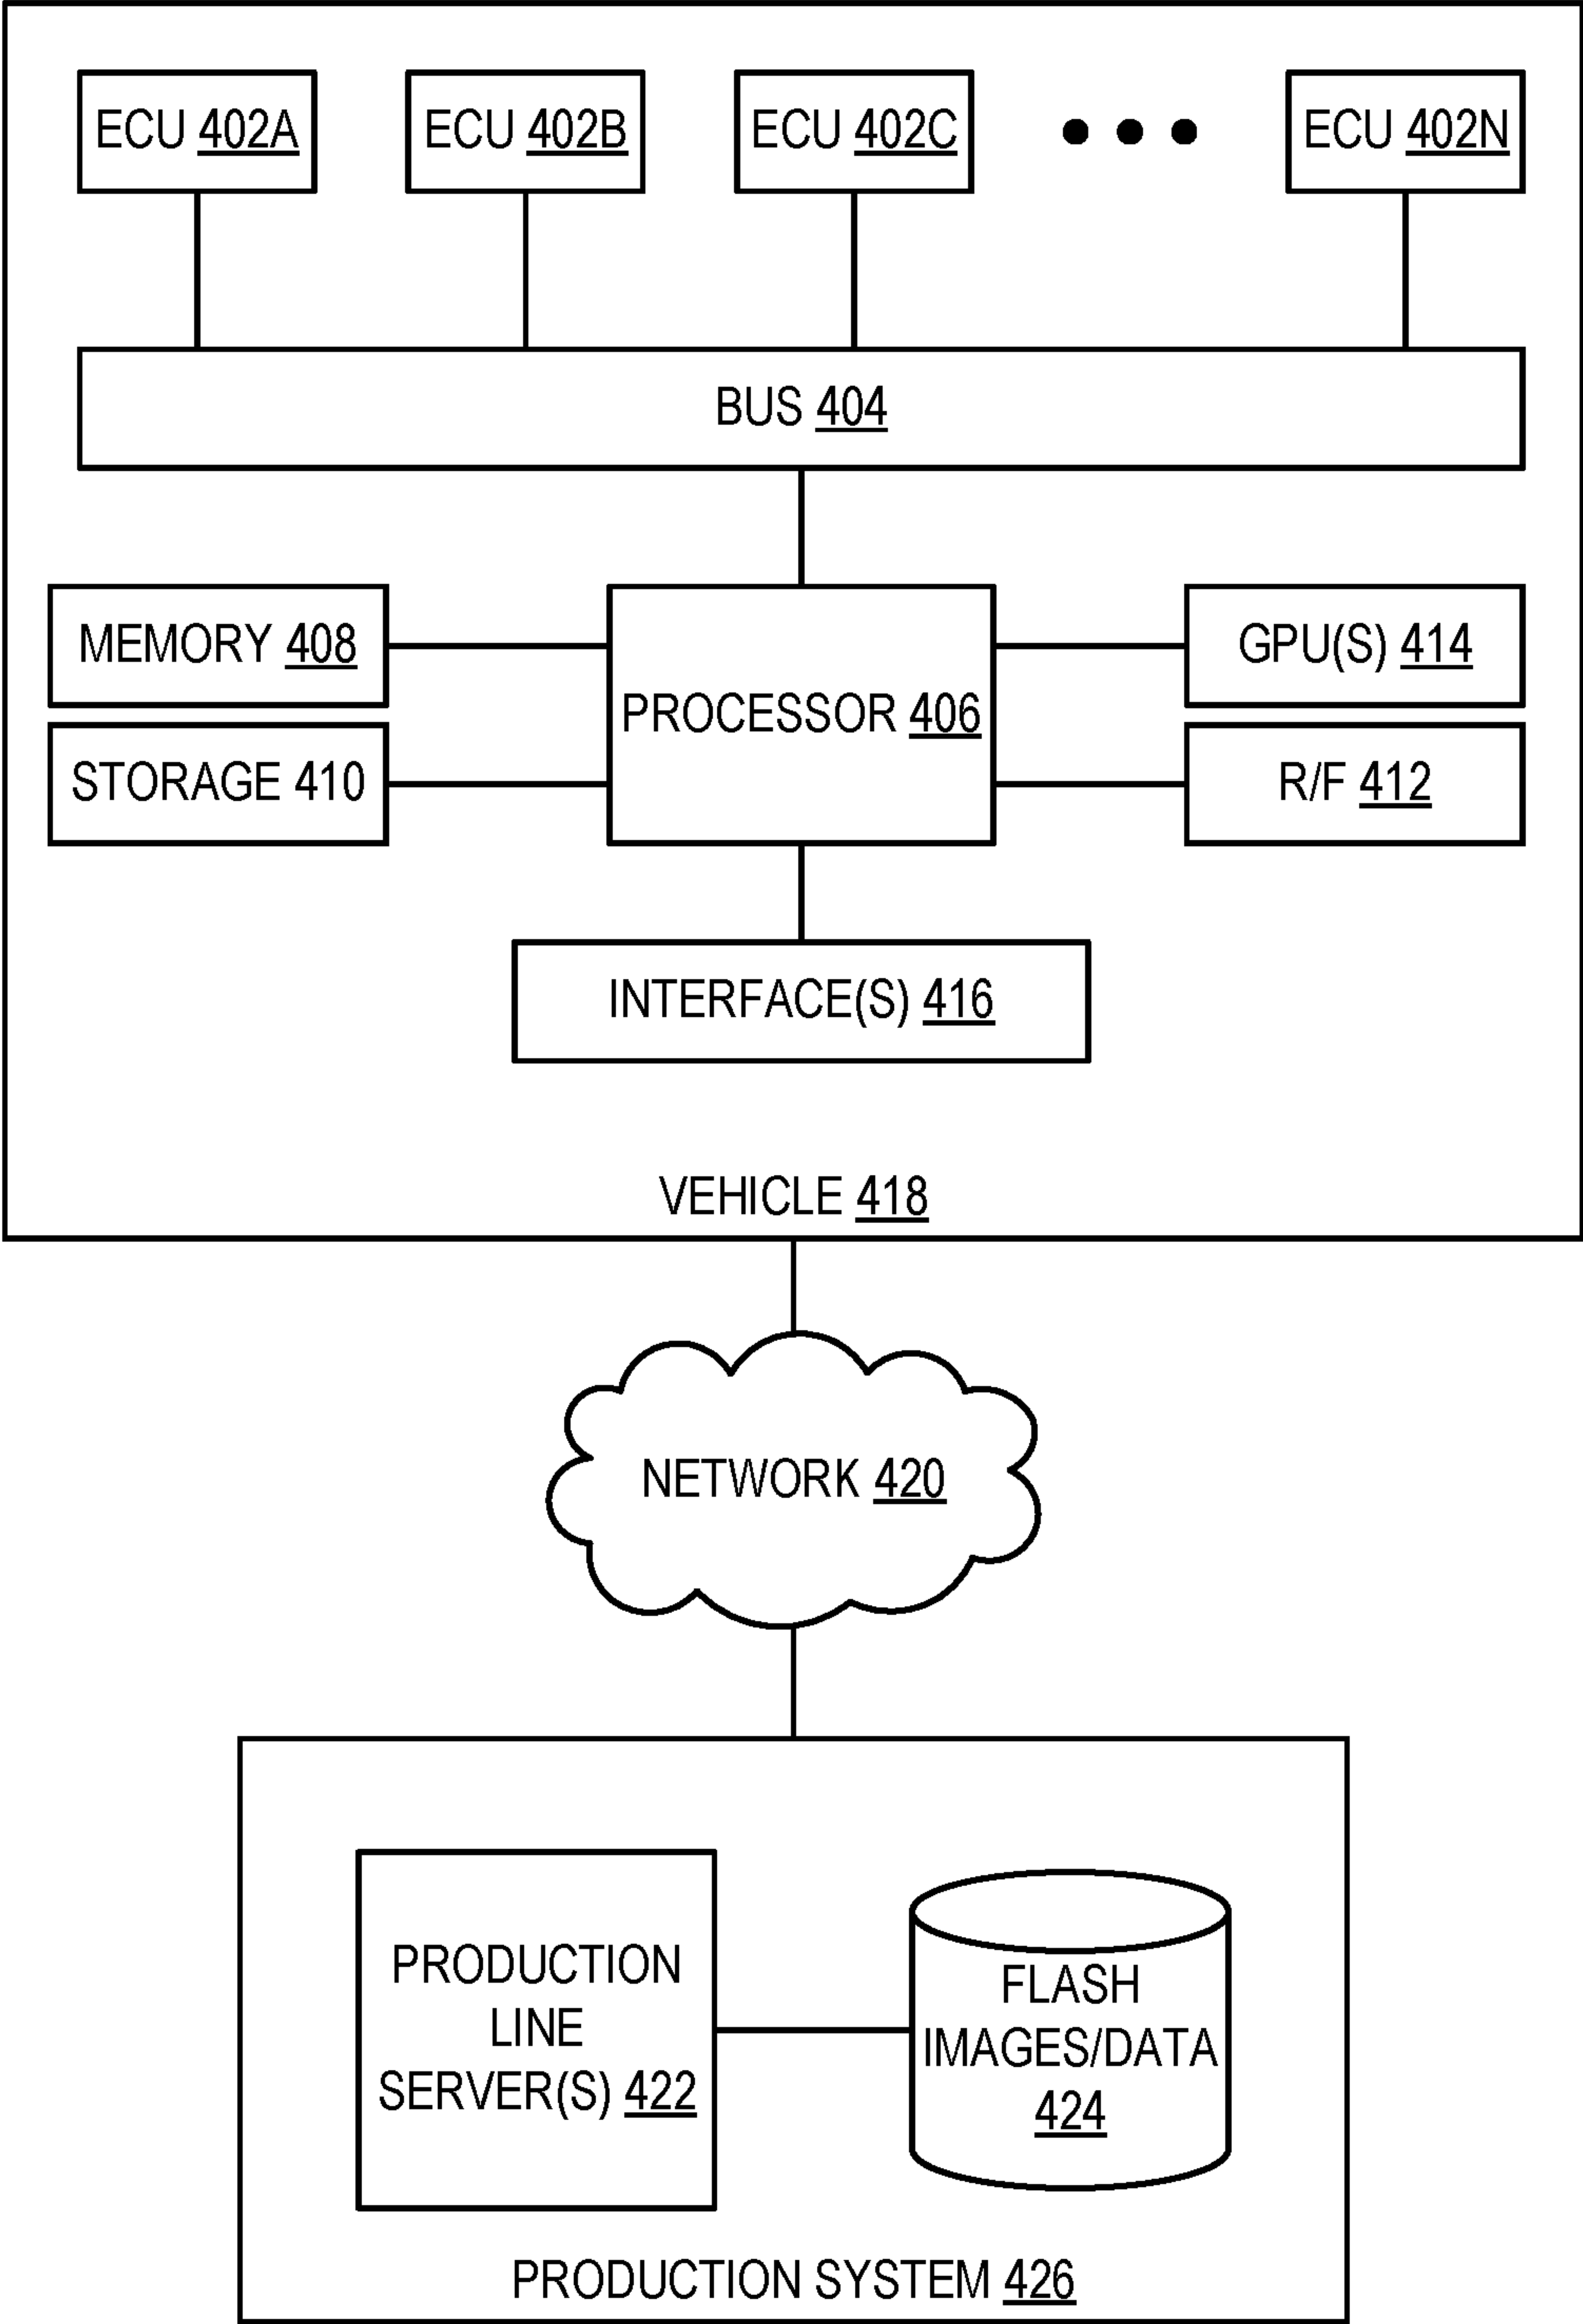 ECU 402A
ECU 402B
ECU 402C
ECU 402N
BUS 404
MEMORY 408
GPU(S) 414
PROCESSOR 406
STORAGE 410
R/F 412
INTERFACE(S) 416
VEHICLE 418
NETWORK 420
PRODUCTION
LINE
SERVER(S) 422
FLASH
IMAGES/DATA
424
PRODUCTION SYSTEM 426